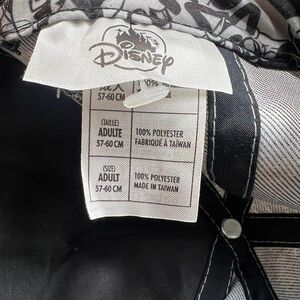 Disney
57-60 CM
(TAILLE)
ADULTE
57-60 CM
100% POLYESTER
FABRIQUÉ À TAÏWAN
(SIZE)
ADULT
57-60 CM
100% POLYESTER
MADE IN TAIWAN